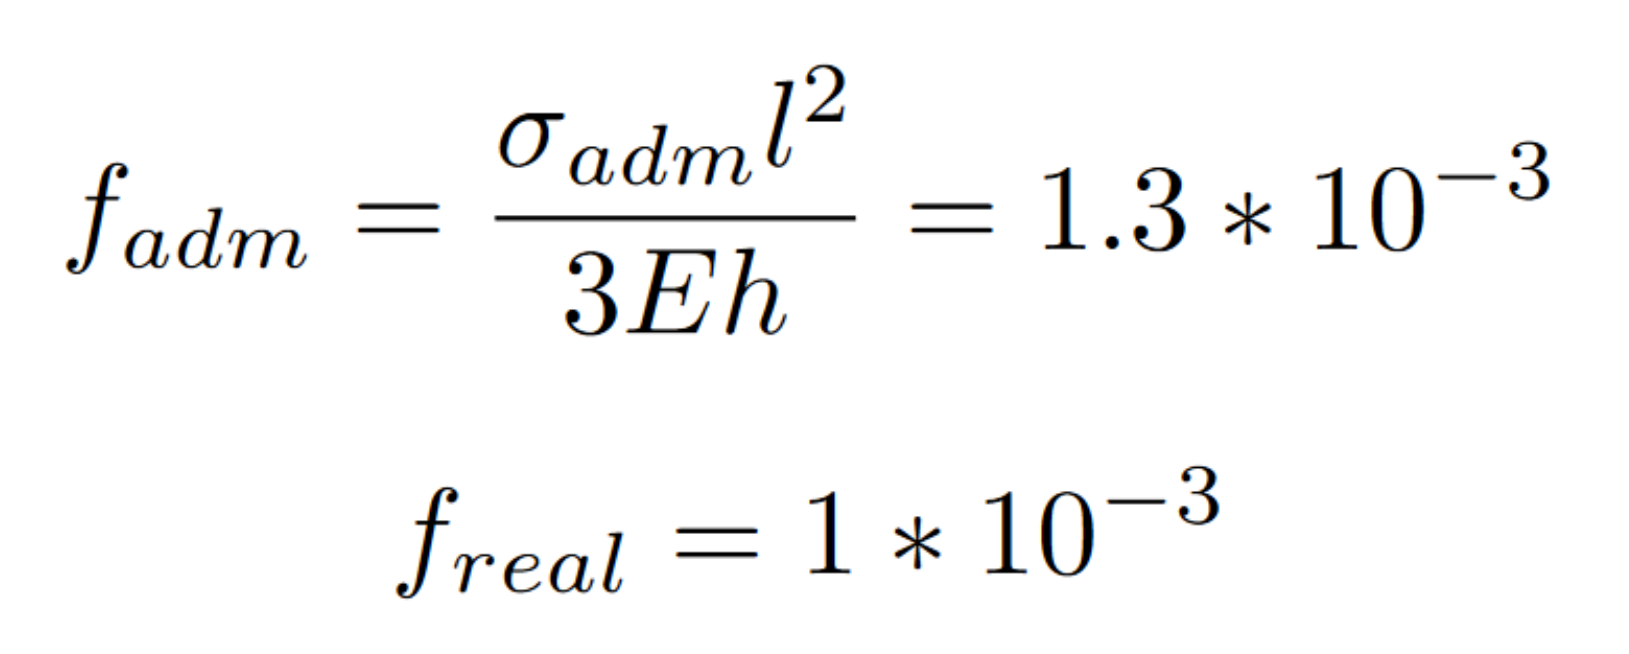 f_{adm} = \frac{\sigma_{adm} l^2}{3Eh} = 1.3 * 10^{-3}
f_{real} = 1 * 10^{-3}